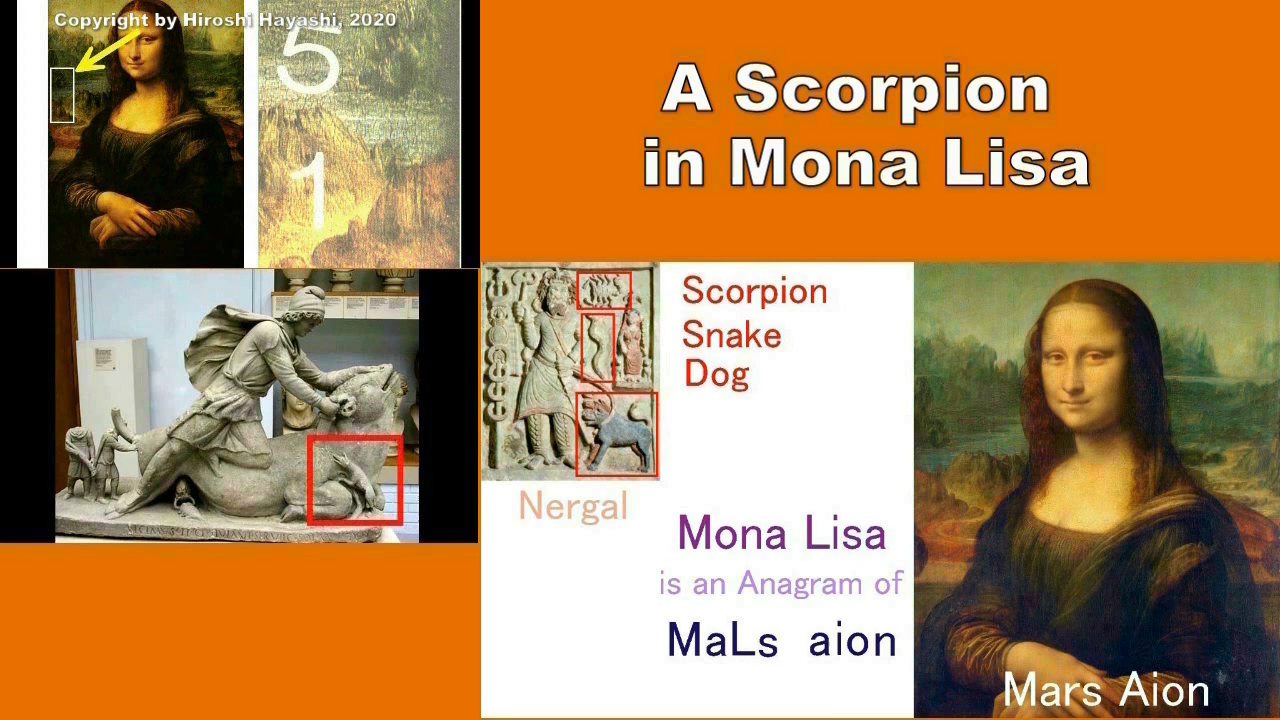 Copyright by Hiroshi Hayashi, 2020
5
1
A Scorpion
in Mona Lisa
Scorpion
Snake
Dog
Nergal
Mona Lisa
is an Anagram of
MaLs aion
Mars Aion